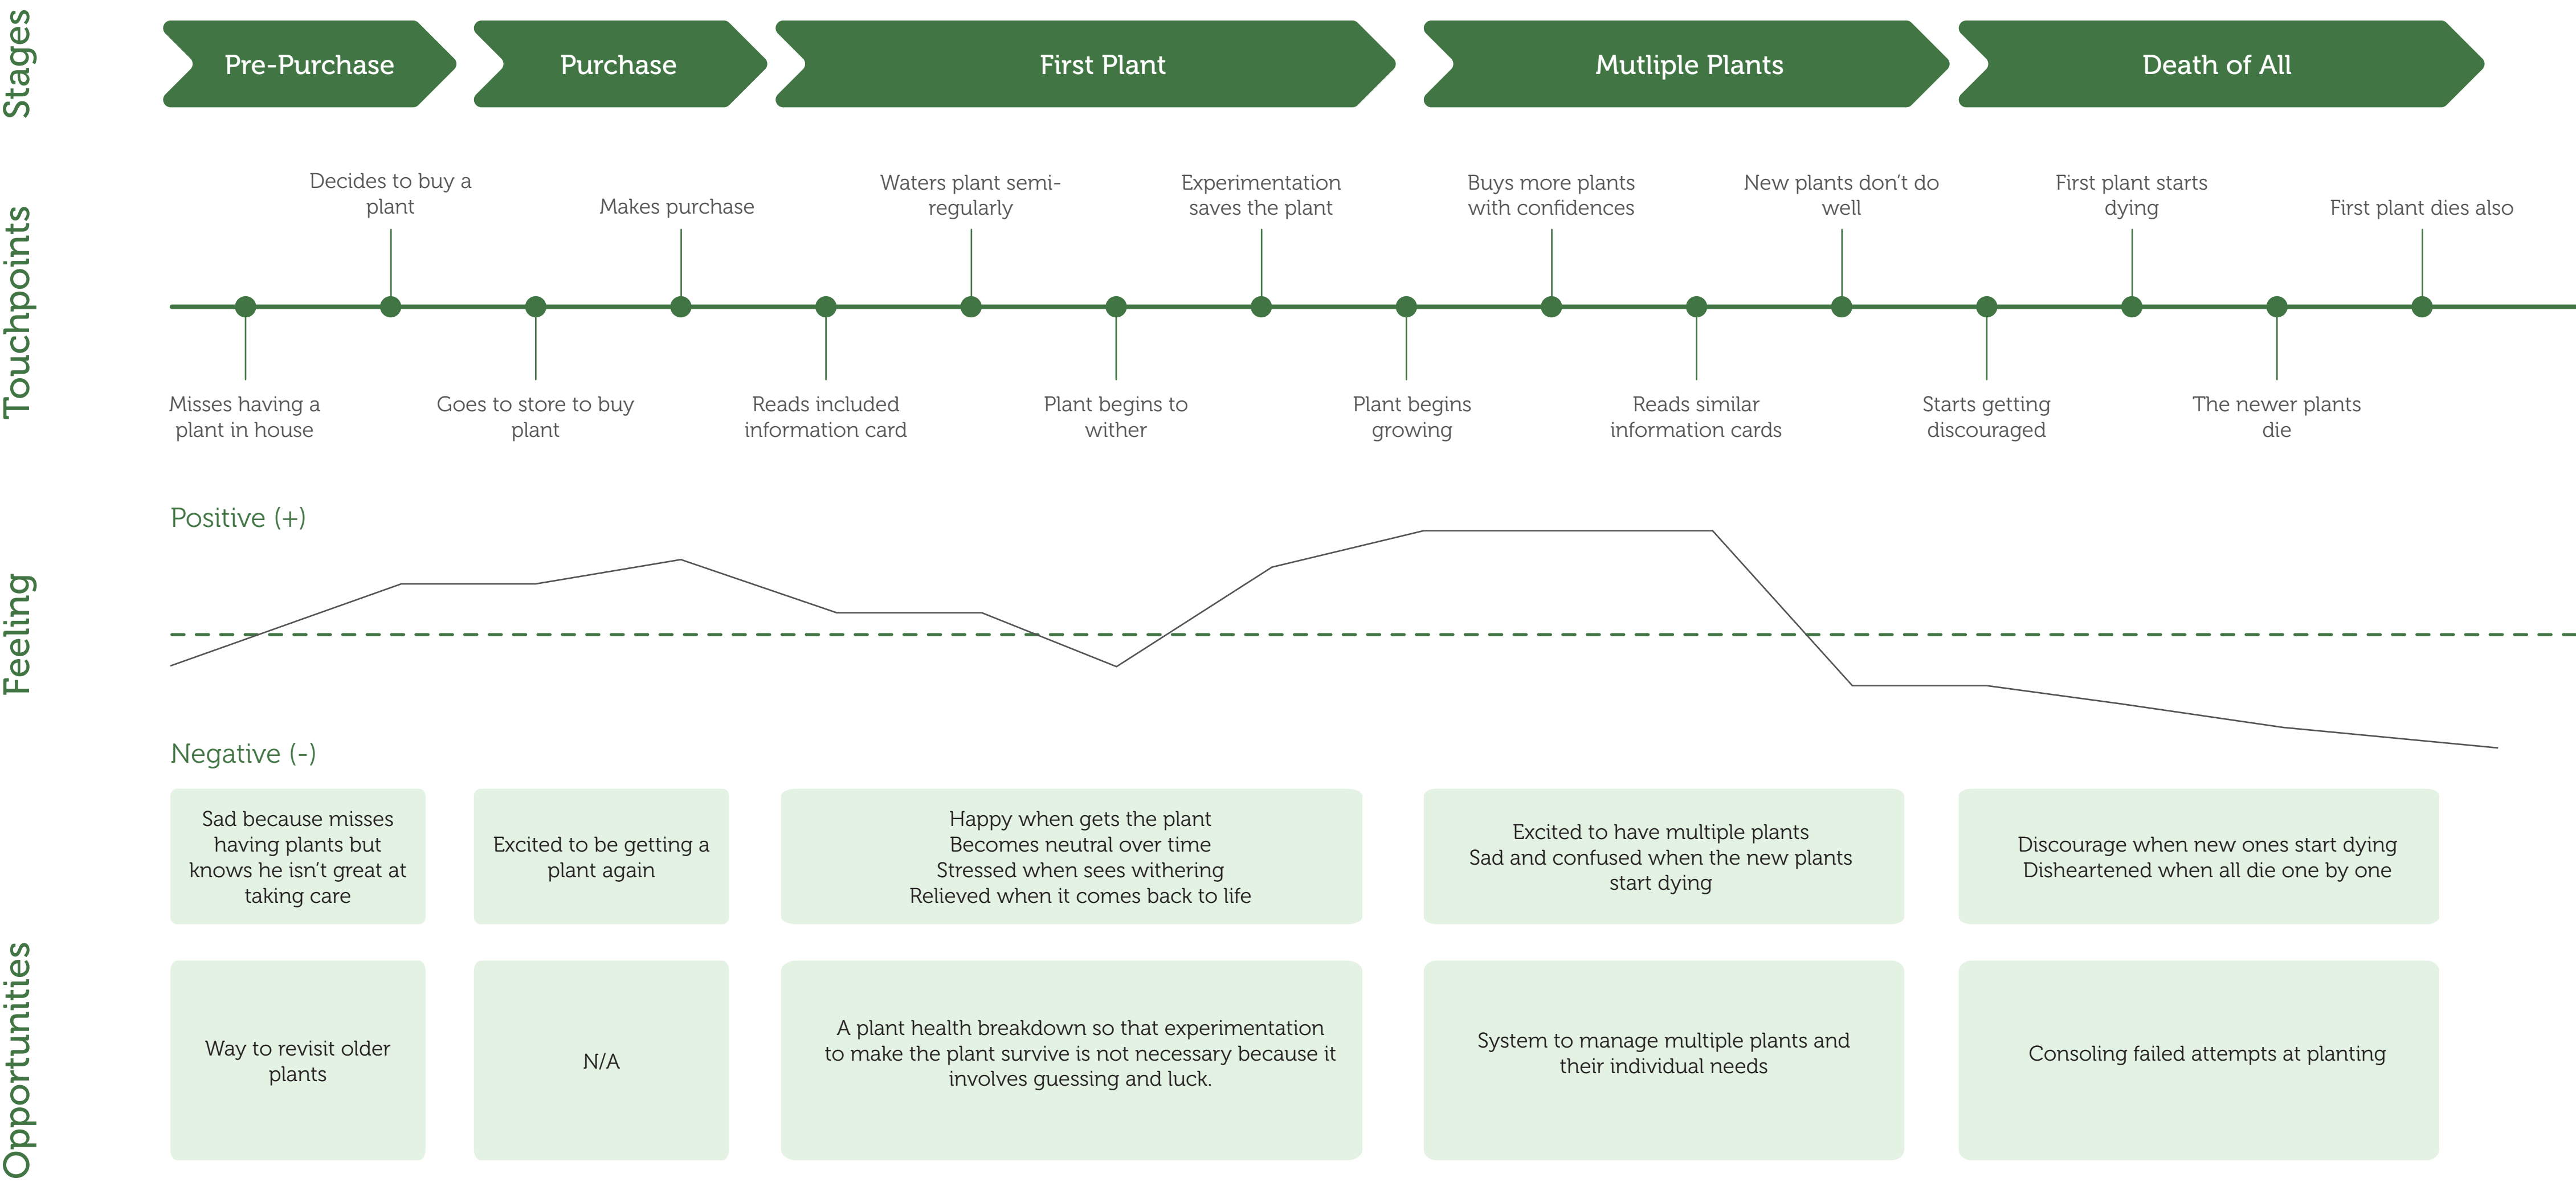 Stages
Pre-Purchase
Purchase
First Plant
Mutliple Plants
Death of All
Touchpoints
Decides to buy a
plant
Makes purchase
Waters plant semi-
regularly
Experimentation
saves the plant
Buys more plants
with confidences
New plants don’t do
well
First plant starts
dying
First plant dies also
Misses having a
plant in house
Goes to store to buy
plant
Reads included
information card
Plant begins to
wither
Plant begins
growing
Reads similar
information cards
Starts getting
discouraged
The newer plants
die
Feeling
Positive (+)
Negative (-)
Sad because misses
having plants but
knows he isn’t great at
taking care
Excited to be getting a
plant again
Happy when gets the plant
Becomes neutral over time
Stressed when sees withering
Relieved when it comes back to life
Excited to have multiple plants
Sad and confused when the new plants
start dying
Discourage when new ones start dying
Disheartened when all die one by one
Opportunities
Way to revisit older
plants
N/A
A plant health breakdown so that experimentation
to make the plant survive is not necessary because it
involves guessing and luck.
System to manage multiple plants and
their individual needs
Consoling failed attempts at planting